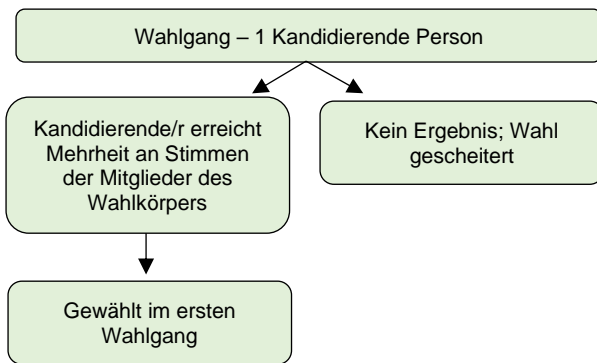 Wahlgang – 1 Kandidierende Person
Kandidierende/r erreicht
Mehrheit an Stimmen
der Mitglieder des
Wahlkörpers
Kein Ergebnis; Wahl
gescheitert
Gewählt im ersten
Wahlgang